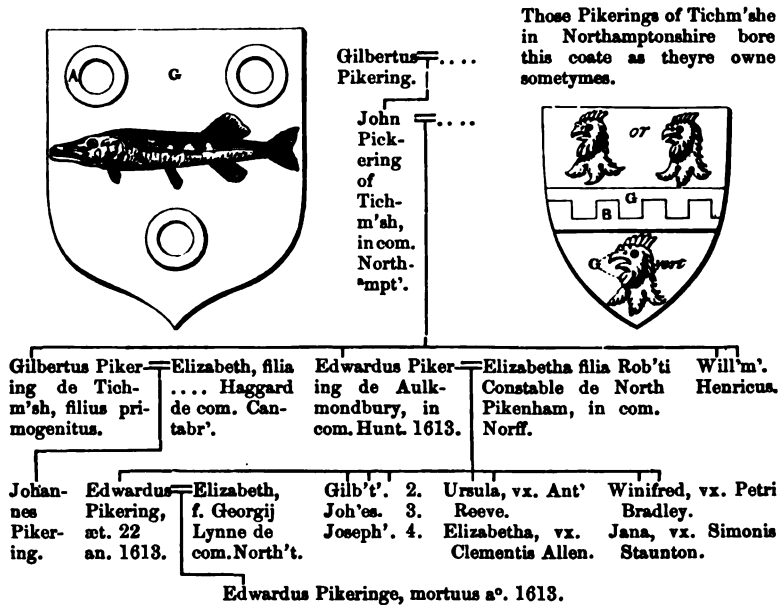 Those Pikerings of Tichm'she
in Northamptonshire bore
this coate as theyre owne
sometymes.
A
G
Gilbertus
Pikering.
=....
John
Pick-
ering
of
Tich-
m'sh,
in com.
North-
ᵃmpt'.
=....
or
G
B
G
vert
Gilbertus Piker-
ing de Tich-
m'sh, filius pri-
mogenitus.
=
Elizabeth, filia
.... Haggard
de com. Can-
tabr'.
Edwardus Piker-
ing de Aulk-
mondbury, in
com. Hunt. 1613.
=
Elizabetha filia Rob'ti
Constable de North
Pikenham, in com.
Norff.
Will'm'.
Henricus.
Johan-
nes
Piker-
ing.
Edwardus
Pikering,
æt. 22
an. 1613.
=
Elizabeth,
f. Georgij
Lynne de
com. North't.
Gilb't'. 2.
Joh'es. 3.
Joseph'. 4.
Ursula, vx. Ant'
Reeve.
Elizabetha, vx.
Clementis Allen.
Winifred, vx. Petri
Bradley.
Jana, vx. Simonis
Staunton.
Edwardus Pikeringe, mortuus aº. 1613.